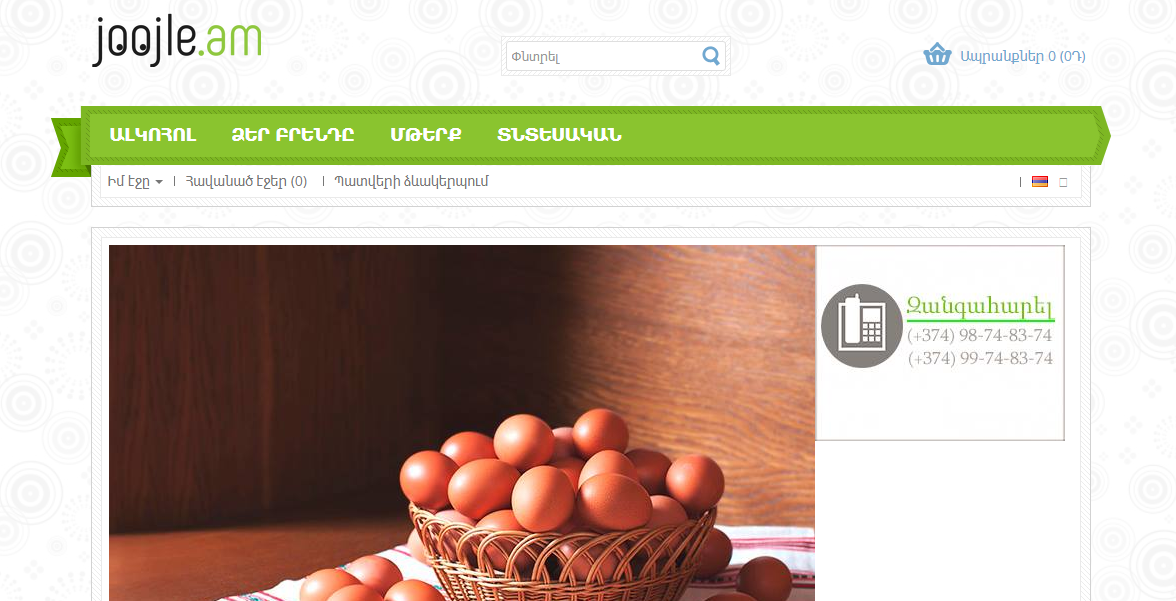 joojle.am
Փնտրել
Ապրանքներ 0 (0Դ)
ԱԼԿՈՀՈԼ ՁԵՐ ԲՐԵՆԴԸ ՄԹԵՐՔ ՏՆՏԵՍԱԿԱՆ
Իմ էջը | Հավանած էջեր (0) | Պատվերի ձևակերպում
Զանգահարել
(+374) 98-74-83-74
(+374) 99-74-83-74